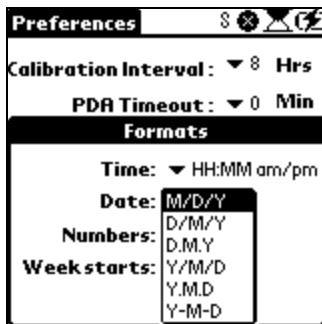 Preferences 8
Calibration Interval: 8 Hrs
PDA Timeout: 0 Min
Formats
Time: HH:MM am/pm
Date: M/D/Y
D/M/Y
Numbers:
D.M.Y
Week starts: Y/M/D
Y.M.D
Y-M-D